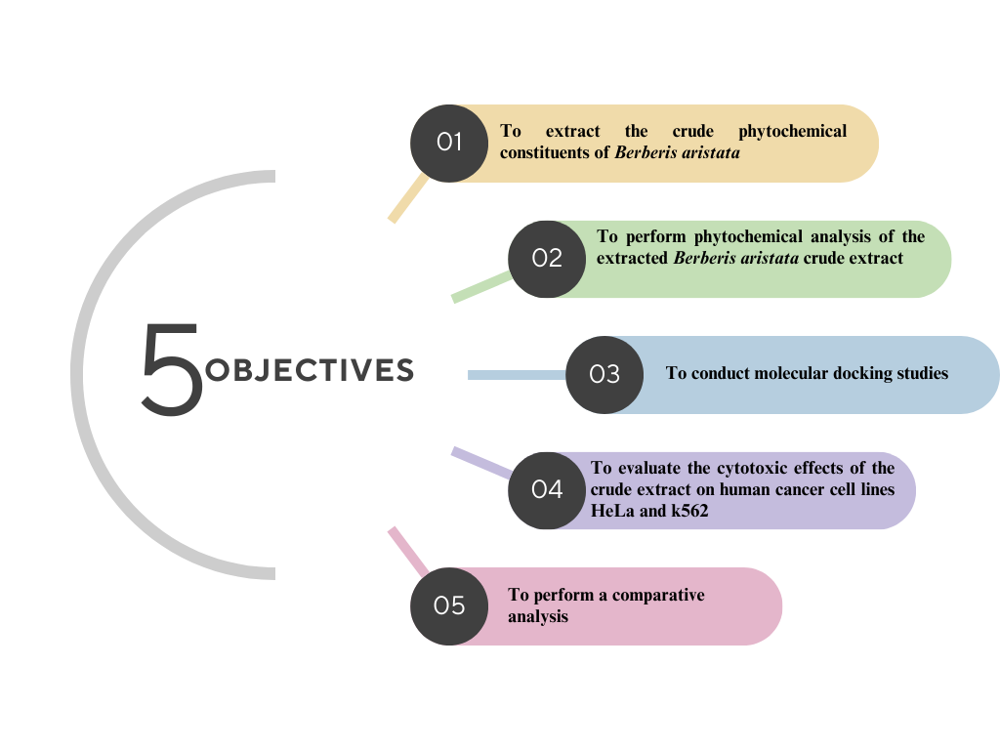 5 OBJECTIVES
01
To extract the crude phytochemical
constituents of Berberis aristata
02
To perform phytochemical analysis of the
extracted Berberis aristata crude extract
03
To conduct molecular docking studies
04
To evaluate the cytotoxic effects of the
crude extract on human cancer cell lines
HeLa and k562
05
To perform a comparative
analysis